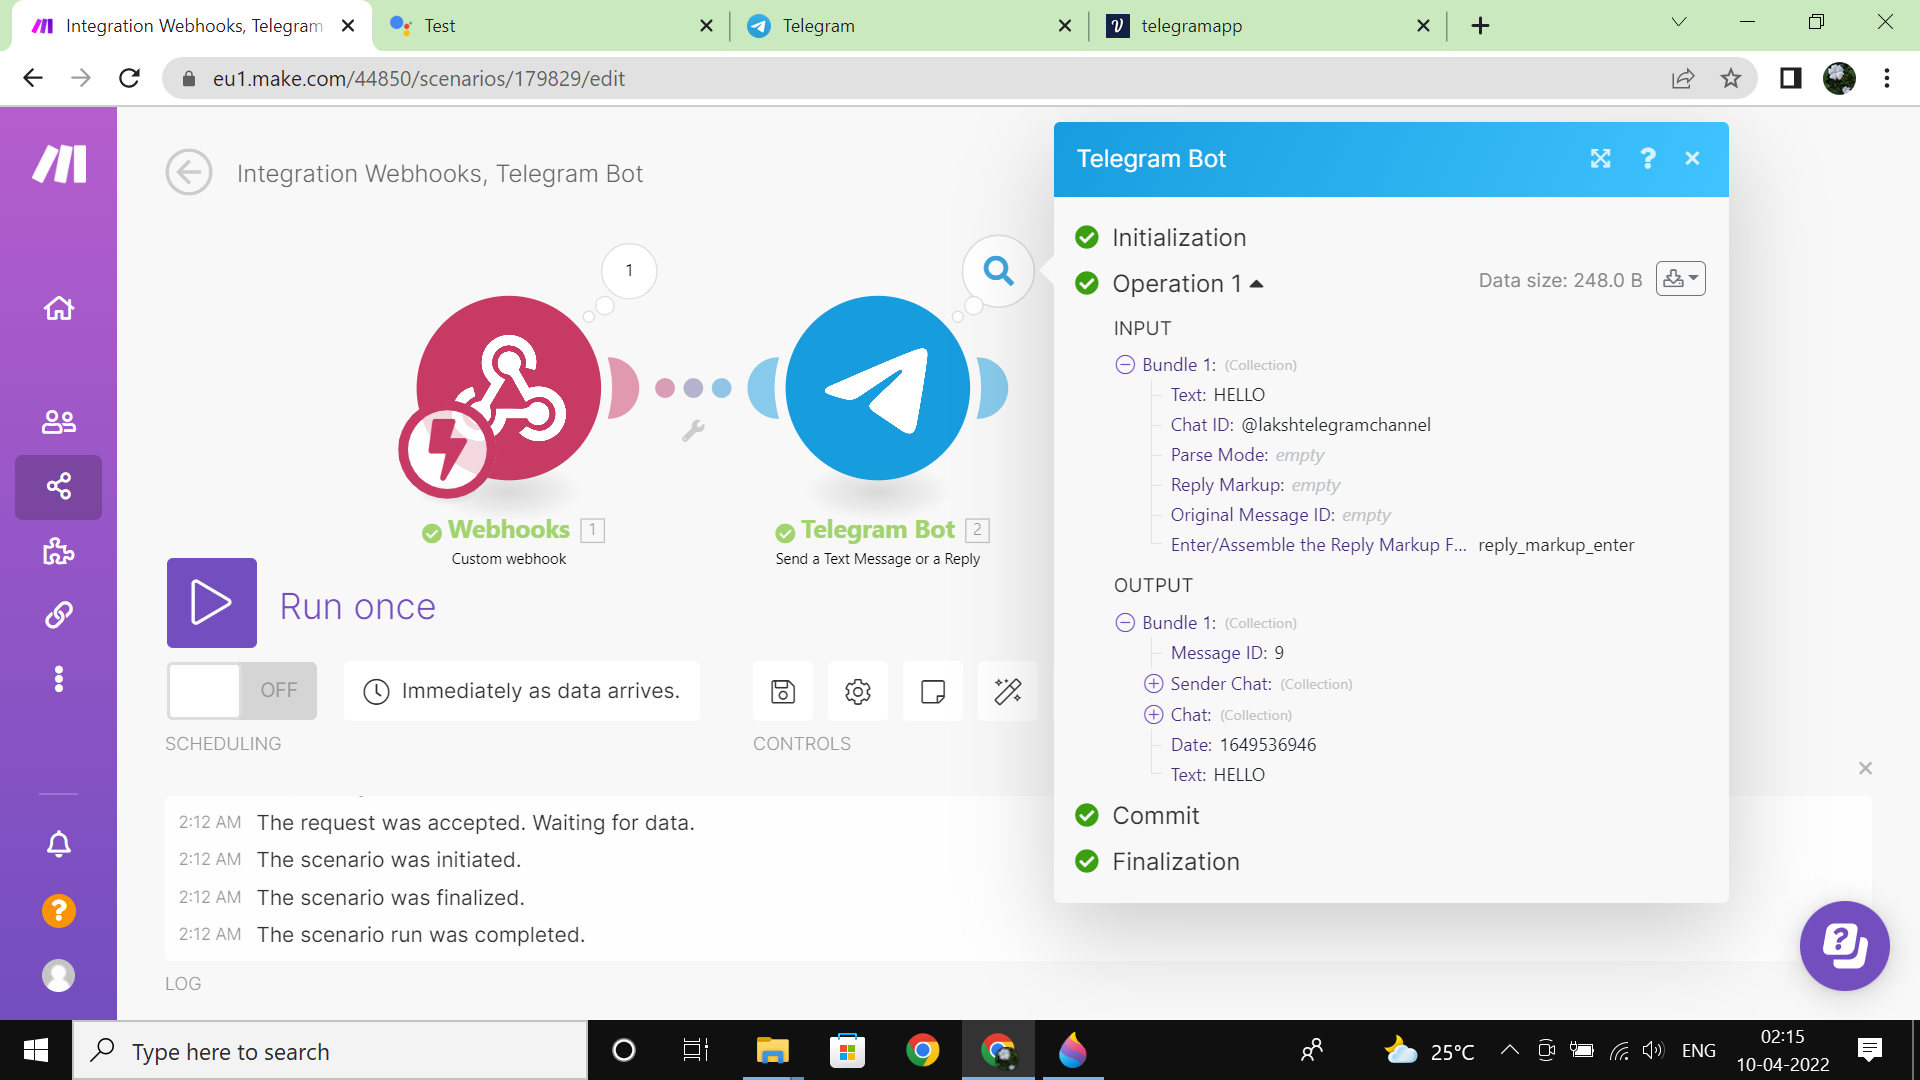 Integration Webhooks, Telegram
Test
Telegram
telegramapp
eu1.make.com/44850/scenarios/179829/edit
Integration Webhooks, Telegram Bot
1
Webhooks 1
Custom webhook
Telegram Bot 2
Send a Text Message or a Reply
Run once
OFF
Immediately as data arrives.
SCHEDULING
CONTROLS
2:12 AM The request was accepted. Waiting for data.
2:12 AM The scenario was initiated.
2:12 AM The scenario was finalized.
2:12 AM The scenario run was completed.
LOG
Telegram Bot
Initialization
Operation 1
Data size: 248.0 B
INPUT
Bundle 1: (Collection)
Text: HELLO
Chat ID: @lakshtelegramchannel
Parse Mode: empty
Reply Markup: empty
Original Message ID: empty
Enter/Assemble the Reply Markup F... reply_markup_enter
OUTPUT
Bundle 1: (Collection)
Message ID: 9
Sender Chat: (Collection)
Chat: (Collection)
Date: 1649536946
Text: HELLO
Commit
Finalization
Type here to search
25°C
ENG
02:15
10-04-2022